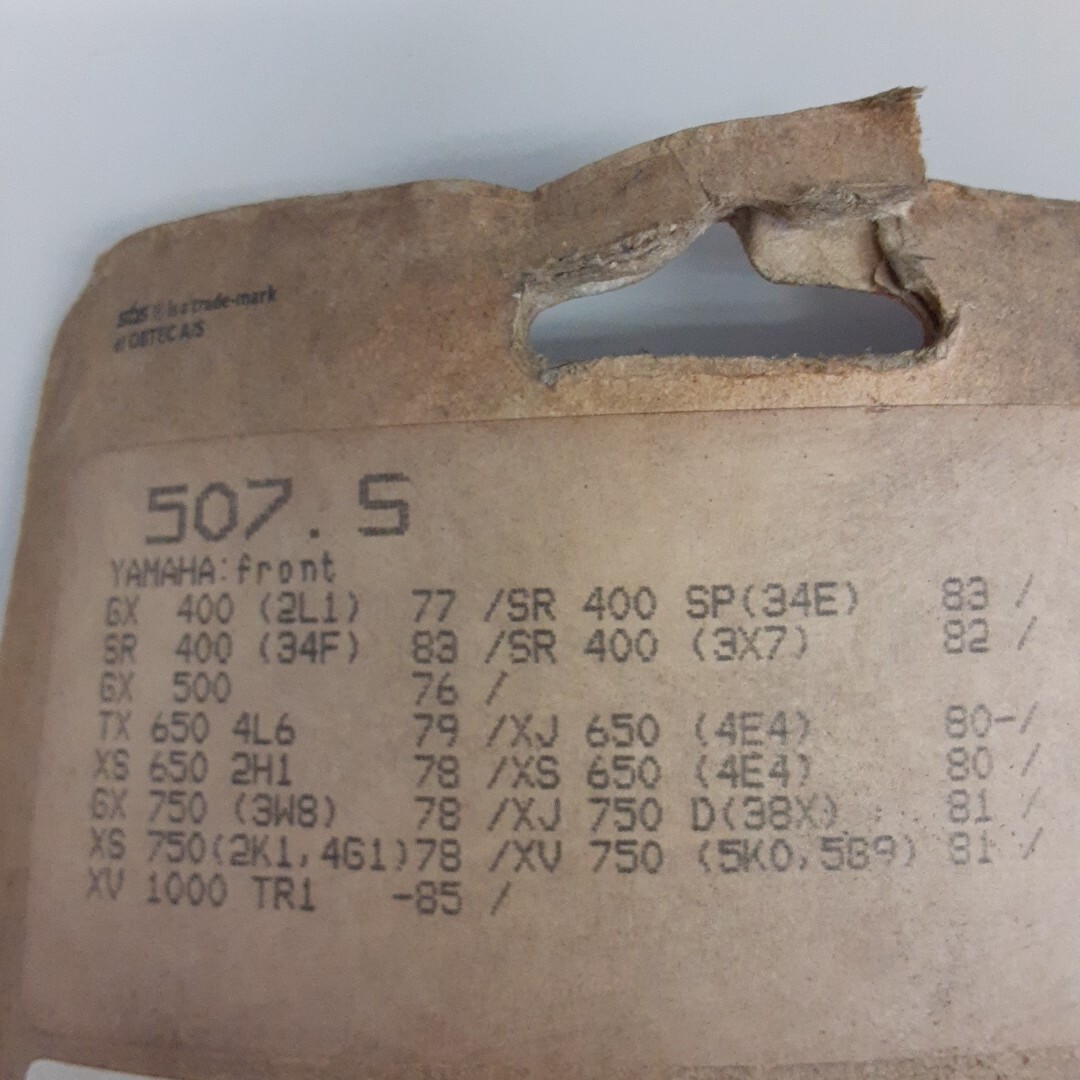 sbs ® is a trade-mark
of OBTEC A/S
507.S
YAMAHA:front
GX 400 (2L1) 77 /SR 400 SP(34E) 83 /
SR 400 (34F) 83 /SR 400 (3X7) 82 /
GX 500 76 /
TX 650 4L6 79 /XJ 650 (4E4) 80-/
XS 650 2H1 78 /XS 650 (4E4) 80 /
GX 750 (3W8) 78 /XJ 750 D(38X) 81 /
XS 750(2K1,4G1)78 /XV 750 (5K0,5G9) 81 /
XV 1000 TR1 -85 /